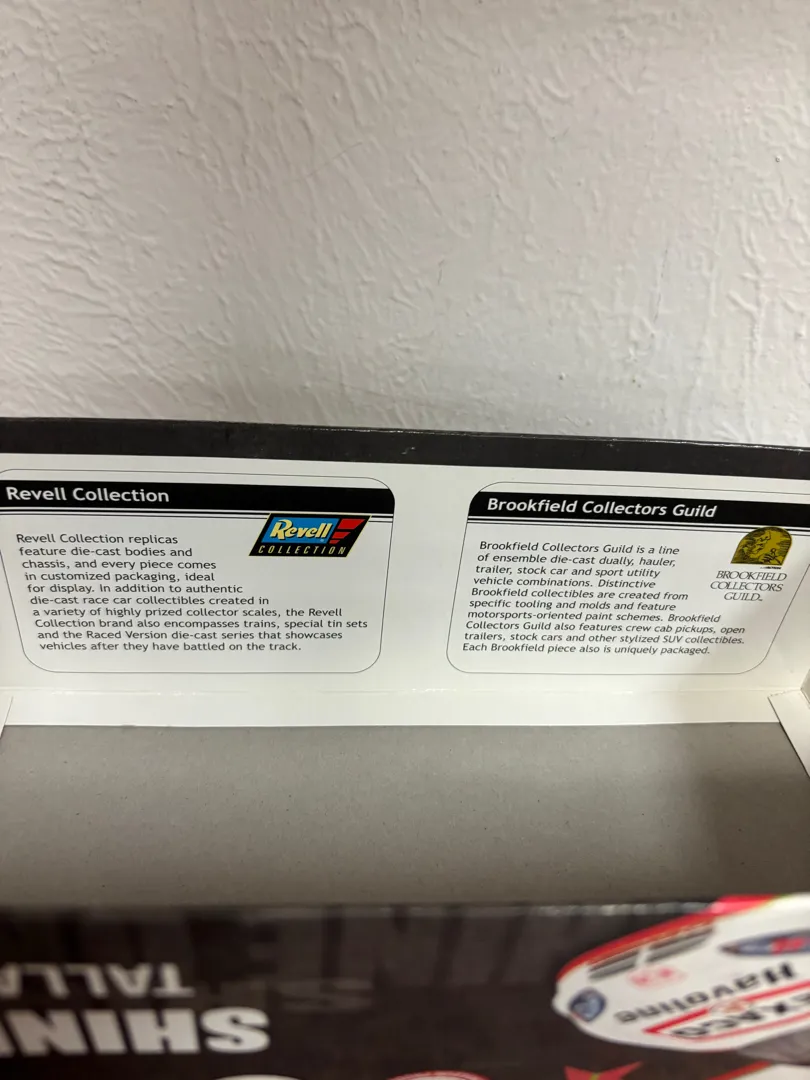 Revell Collection
Revell
COLLECTION
Revell Collection replicas
feature die-cast bodies and
chassis, and every piece comes
in customized packaging, ideal
for display. In addition to authentic
die-cast race car collectibles created in
a variety of highly prized collector scales, the Revell
Collection brand also encompasses trains, special tin sets
and the Raced Version die-cast series that showcases
vehicles after they have battled on the track.
Brookfield Collectors Guild
Brookfield Collectors Guild is a line
of ensemble die-cast dually, hauler,
trailer, stock car and sport utility
vehicle combinations. Distinctive
Brookfield collectibles are created from
specific tooling and molds and feature
motorsports-oriented paint schemes. Brookfield
Collectors Guild also features crew cab pickups, open
trailers, stock cars and other stylized SUV collectibles.
Each Brookfield piece also is uniquely packaged.
BROOKFIELD
COLLECTORS
GUILD
TALLA
SHINE
Havoline
EXACO